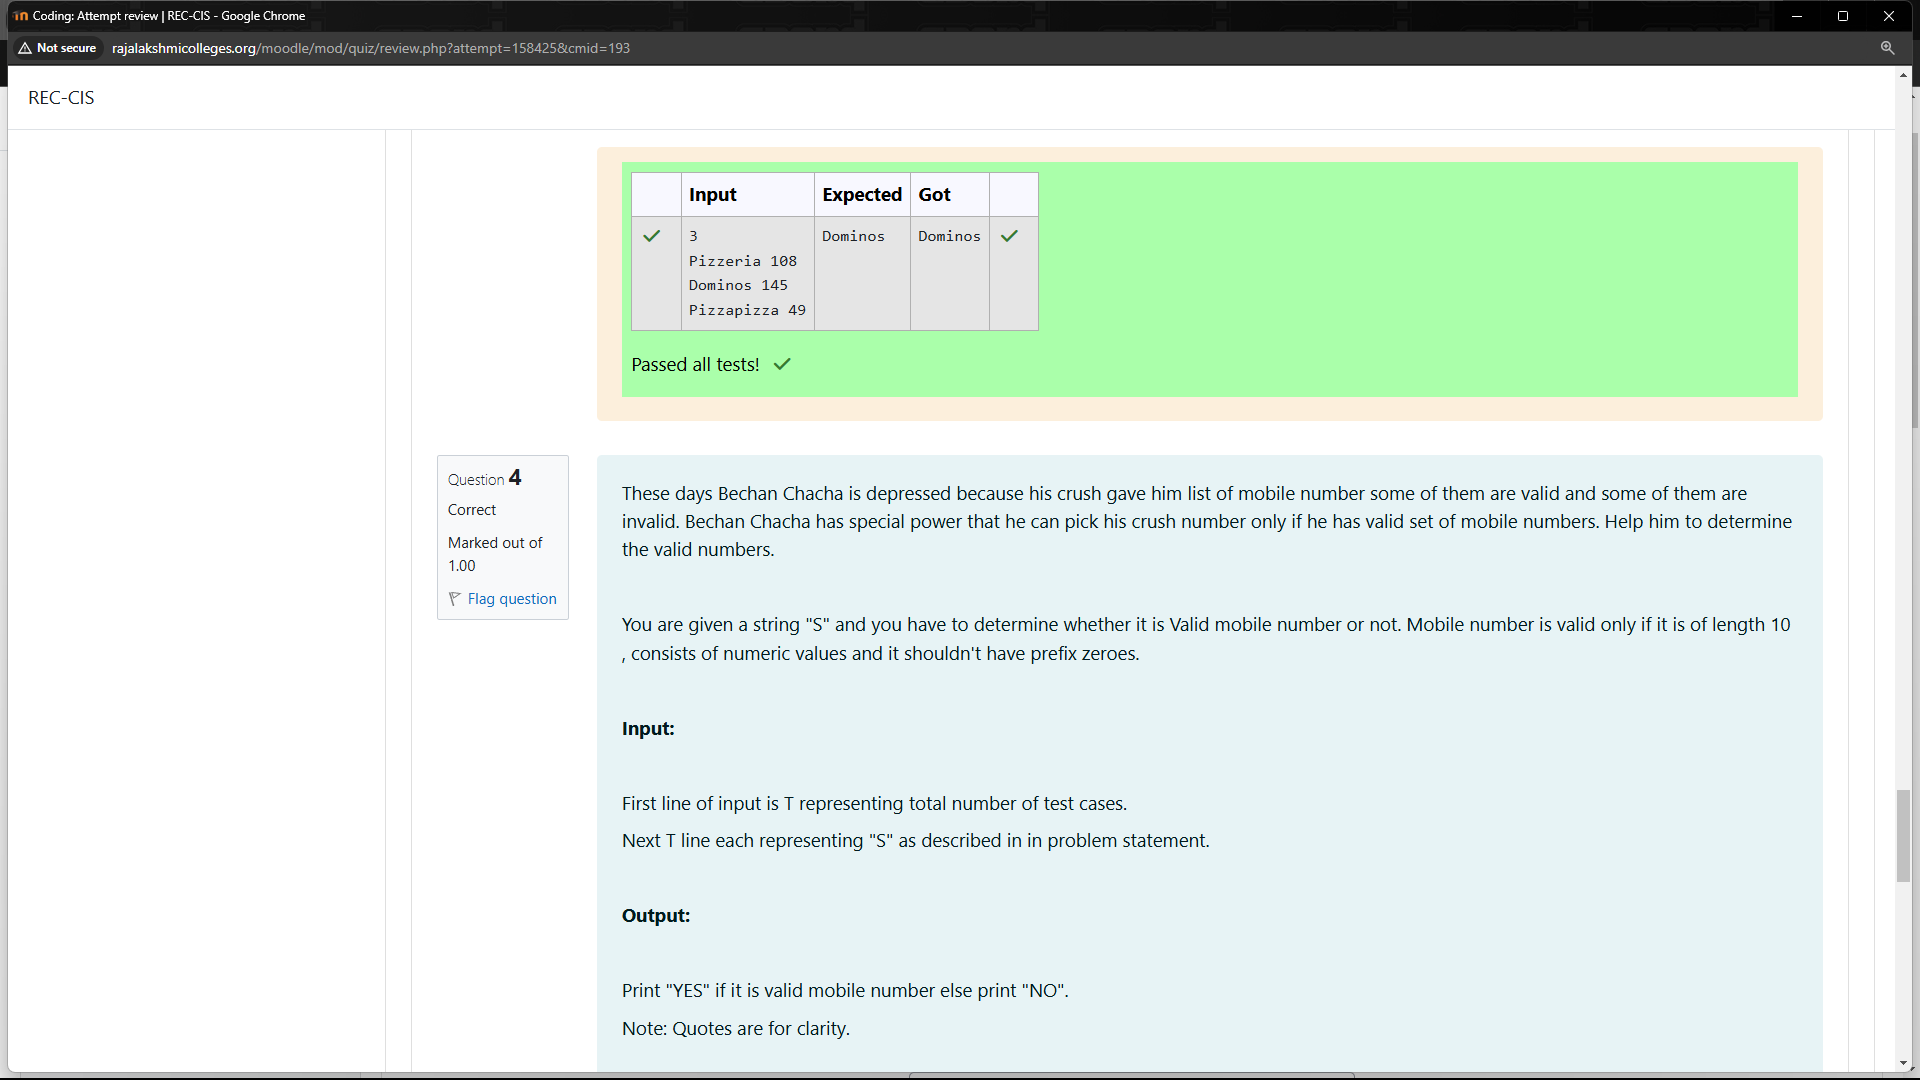 Coding: Attempt review | REC-CIS - Google Chrome
Not secure rajalakshmicolleges.org/moodle/mod/quiz/review.php?attempt=158425&cmid=193
REC-CIS
Input Expected Got
3 Dominos Dominos
Pizzeria 108
Dominos 145
Pizzapizza 49
Passed all tests!
Question 4
Correct
Marked out of
1.00
Flag question
These days Bechan Chacha is depressed because his crush gave him list of mobile number some of them are valid and some of them are
invalid. Bechan Chacha has special power that he can pick his crush number only if he has valid set of mobile numbers. Help him to determine
the valid numbers.
You are given a string "S" and you have to determine whether it is Valid mobile number or not. Mobile number is valid only if it is of length 10
, consists of numeric values and it shouldn't have prefix zeroes.
Input:
First line of input is T representing total number of test cases.
Next T line each representing "S" as described in in problem statement.
Output:
Print "YES" if it is valid mobile number else print "NO".
Note: Quotes are for clarity.